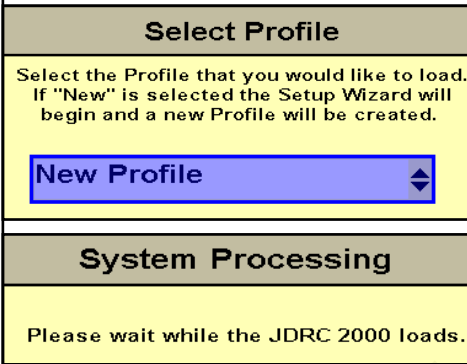 Select Profile
Select the Profile that you would like to load.
If "New" is selected the Setup Wizard will
begin and a new Profile will be created.
New Profile
System Processing
Please wait while the JDRC 2000 loads.